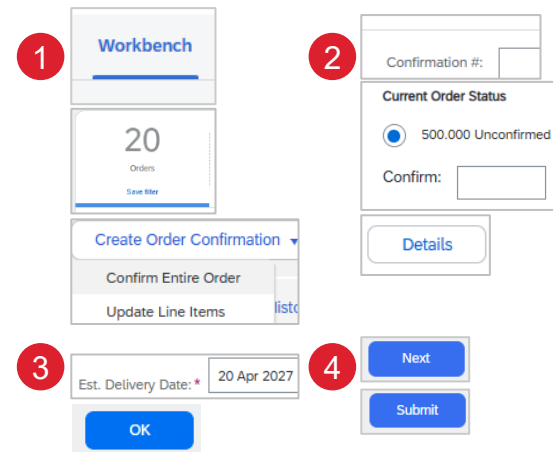 1
Workbench
20
Orders
Save filter
Create Order Confirmation
Confirm Entire Order
Update Line Items
2
Confirmation #:
Current Order Status
500.000 Unconfirmed
Confirm:
Details
3
Est. Delivery Date:*
20 Apr 2027
OK
4
Next
Submit